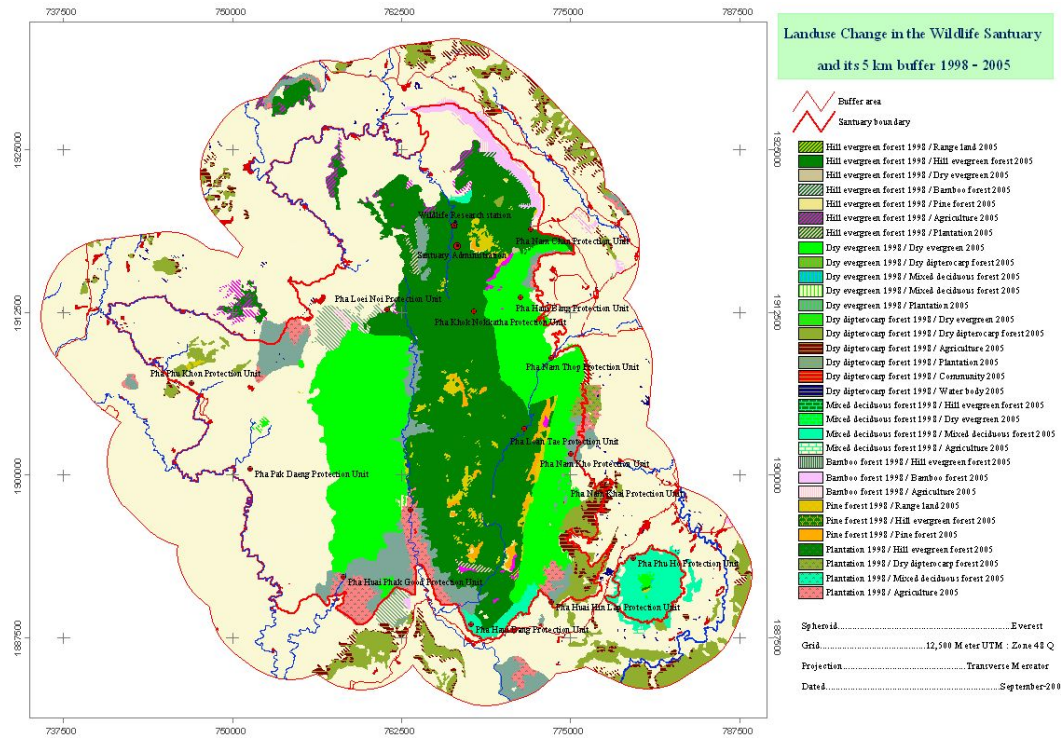 737500 750000 762500 775000 787500
Landuse Change in the Wildlife Santuary
and its 5 km buffer 1998 - 2005
Buffer area
Santuary boundary
Hill evergreen forest 1998 / Range land 2005
Hill evergreen forest 1998 / Hill evergreen forest 2005
Hill evergreen forest 1998 / Dry evergreen 2005
Hill evergreen forest 1998 / Bamboo forest 2005
Hill evergreen forest 1998 / Pine forest 2005
Hill evergreen forest 1998 / Agriculture 2005
Hill evergreen forest 1998 / Plantation 2005
Dry evergreen 1998 / Dry evergreen 2005
Dry evergreen 1998 / Dry dipterocarp forest 2005
Dry evergreen 1998 / Mixed deciduous forest 2005
Dry evergreen 1998 / Mixed deciduous forest 2005
Dry evergreen 1998 / Plantation 2005
Dry dipterocarp forest 1998 / Dry evergreen 2005
Dry dipterocarp forest 1998 / Dry dipterocarp forest 2005
Dry dipterocarp forest 1998 / Agriculture 2005
Dry dipterocarp forest 1998 / Plantation 2005
Dry dipterocarp forest 1998 / Community 2005
Dry dipterocarp forest 1998 / Water body 2005
Mixed deciduous forest 1998 / Hill evergreen forest 2005
Mixed deciduous forest 1998 / Dry evergreen 2005
Mixed deciduous forest 1998 / Mixed deciduous forest 2005
Mixed deciduous forest 1998 / Agriculture 2005
Bamboo forest 1998 / Hill evergreen forest 2005
Bamboo forest 1998 / Bamboo forest 2005
Bamboo forest 1998 / Agriculture 2005
Pine forest 1998 / Range land 2005
Pine forest 1998 / Hill evergreen forest 2005
Pine forest 1998 / Pine forest 2005
Plantation 1998 / Hill evergreen forest 2005
Plantation 1998 / Dry dipterocarp forest 2005
Plantation 1998 / Mixed deciduous forest 2005
Plantation 1998 / Agriculture 2005
Spheroid..........Everest
Grid..........12,500 Meter UTM : Zone 48 Q
Projection..........Transverse Mercator
Dated..........September-200
1925000
1912500
1900000
1887500
1925000
1912500
1900000
1887500
Wildlife Research station
Pha Nam Chan Protection Unit
Santuary Administration
Pha Loei Noi Protection Unit
Protection Unit
Pha Khok Protection Unit
Pha Nam Thop Protection Unit
Pha Phu Khon Protection Unit
Protection Unit
Pha Nam Kho Protection Unit
Pha Pak Daeng Protection Unit
Pha Nam Khai Protection Unit
Pha Phu Ho Protection Unit
Pha Huai Phak Good Protection Unit
Pha Huai Hin Lap Protection Unit
Protection Unit
737500 750000 762500 775000 787500